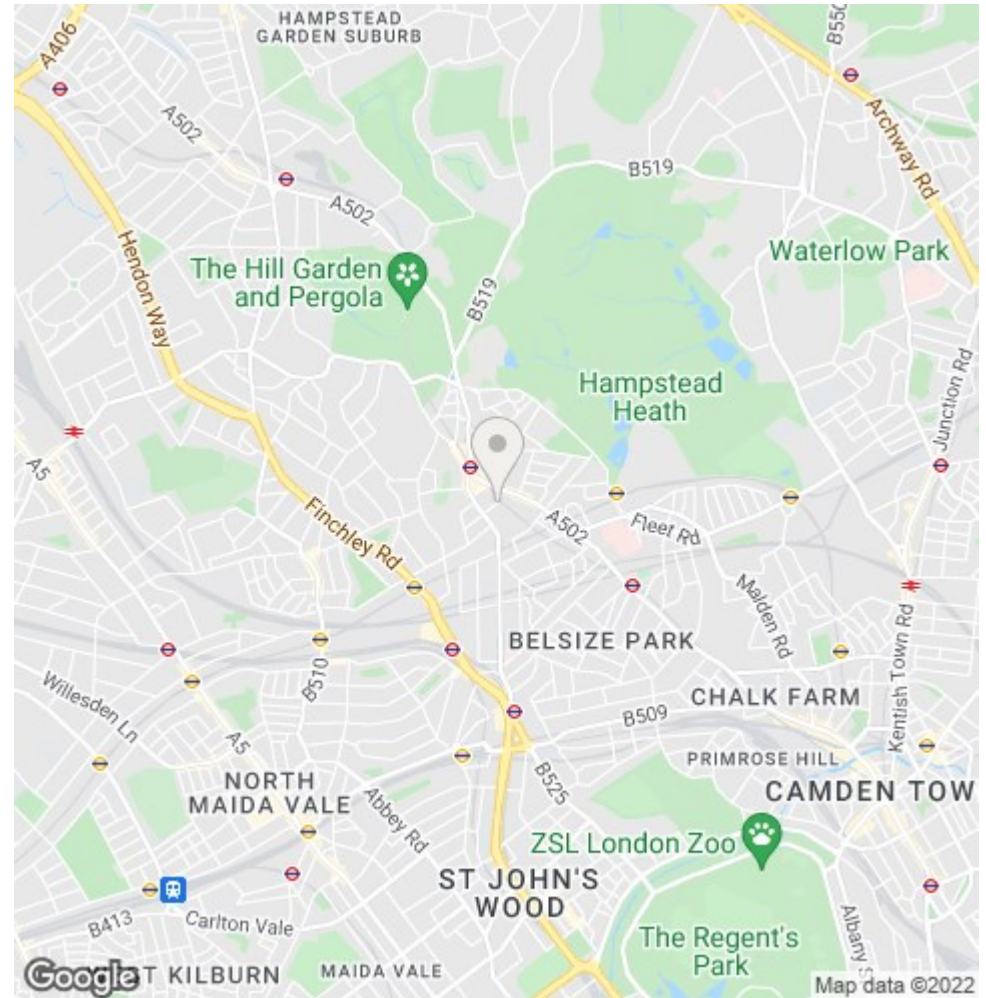 HAMPSTEAD
GARDEN SUBURB
B550
A406
A502
Archway Rd
B519
A502
Waterlow Park
The Hill Garden
and Pergola
Hendon Way
B519
Hampstead
Heath
Junction Rd
A5
Finchley Rd
A502
Fleet Rd
Malden Rd
BELSIZE PARK
Kentish Town Rd
B510
Willesden Ln
CHALK FARM
B509
A5
PRIMROSE HILL
NORTH
MAIDA VALE
B525
CAMDEN TOW
Abbey Rd
ZSL London Zoo
ST JOHN'S
WOOD
B413
Carlton Vale
Albany S
The Regent's
Park
Google
ST KILBURN
MAIDA VALE
Map data ©2022